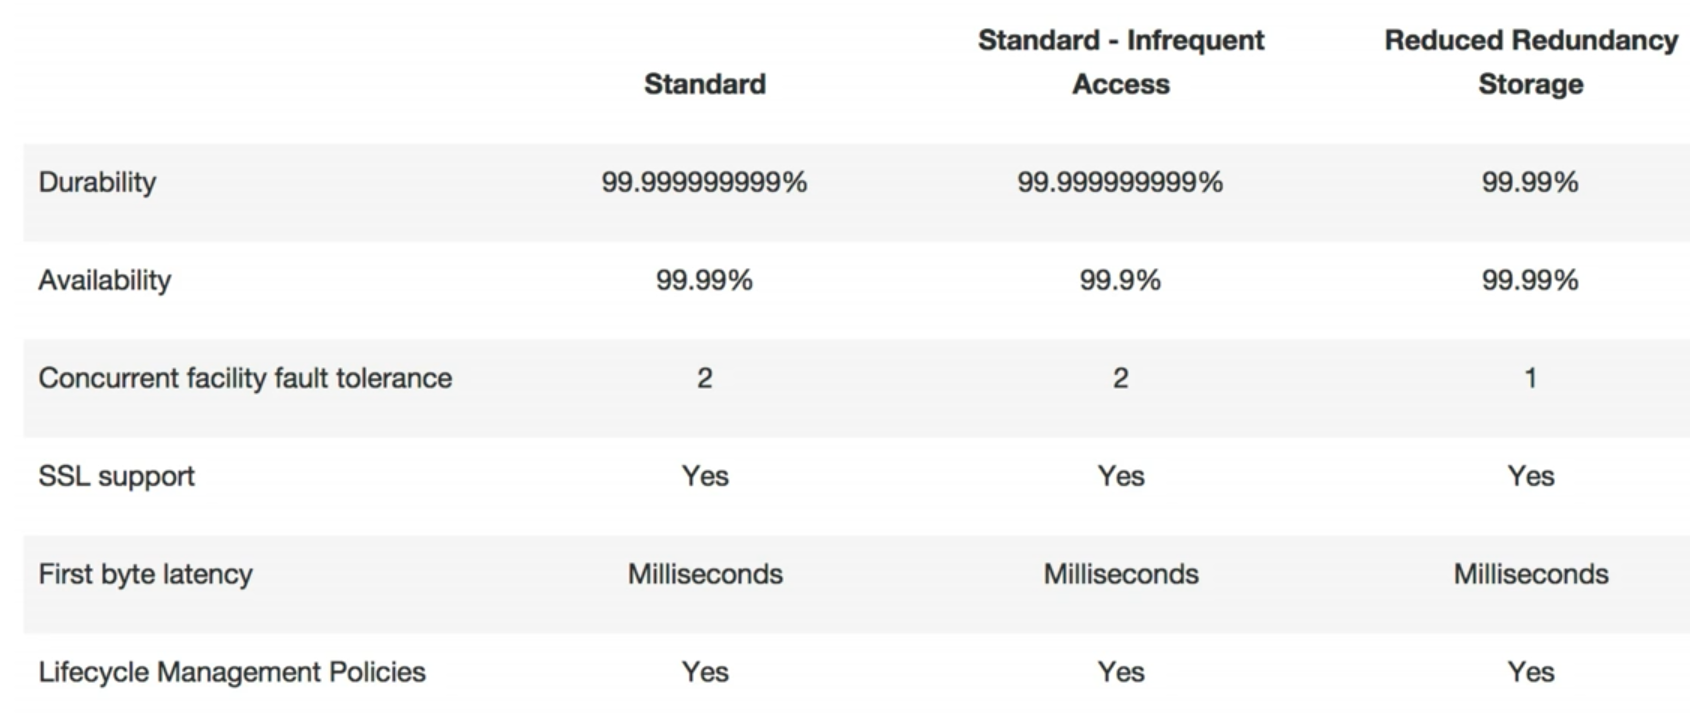 Standard - Infrequent Reduced Redundancy
Standard Access Storage
Durability 99.999999999% 99.999999999% 99.99%
Availability 99.99% 99.9% 99.99%
Concurrent facility fault tolerance 2 2 1
SSL support Yes Yes Yes
First byte latency Milliseconds Milliseconds Milliseconds
Lifecycle Management Policies Yes Yes Yes